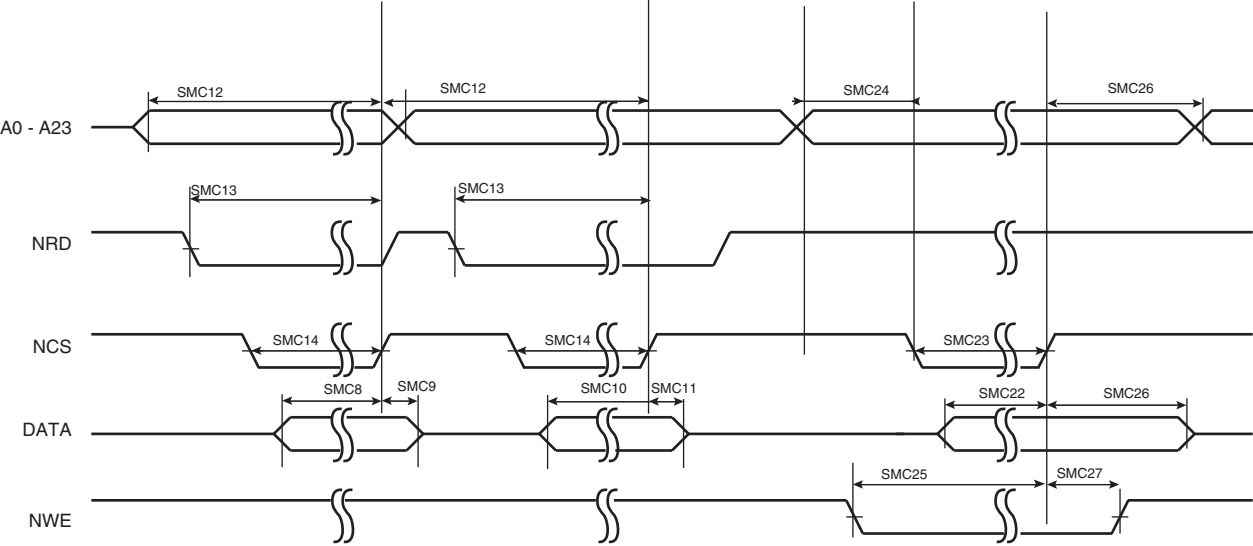 SMC12
SMC12
SMC24
SMC26
A0 - A23
SMC13
SMC13
NRD
NCS
SMC14
SMC14
SMC23
SMC8
SMC9
SMC10
SMC11
SMC22
SMC26
DATA
SMC25
SMC27
NWE